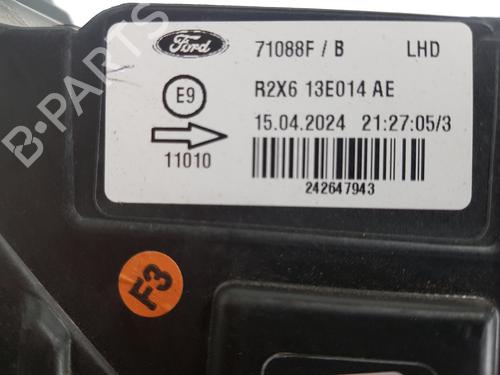 B-PARTS
Ford
71088F / B LHD
E9
R2X6 13E014 AE
15.04.2024 21:27:05/3
11010
242647943
F3